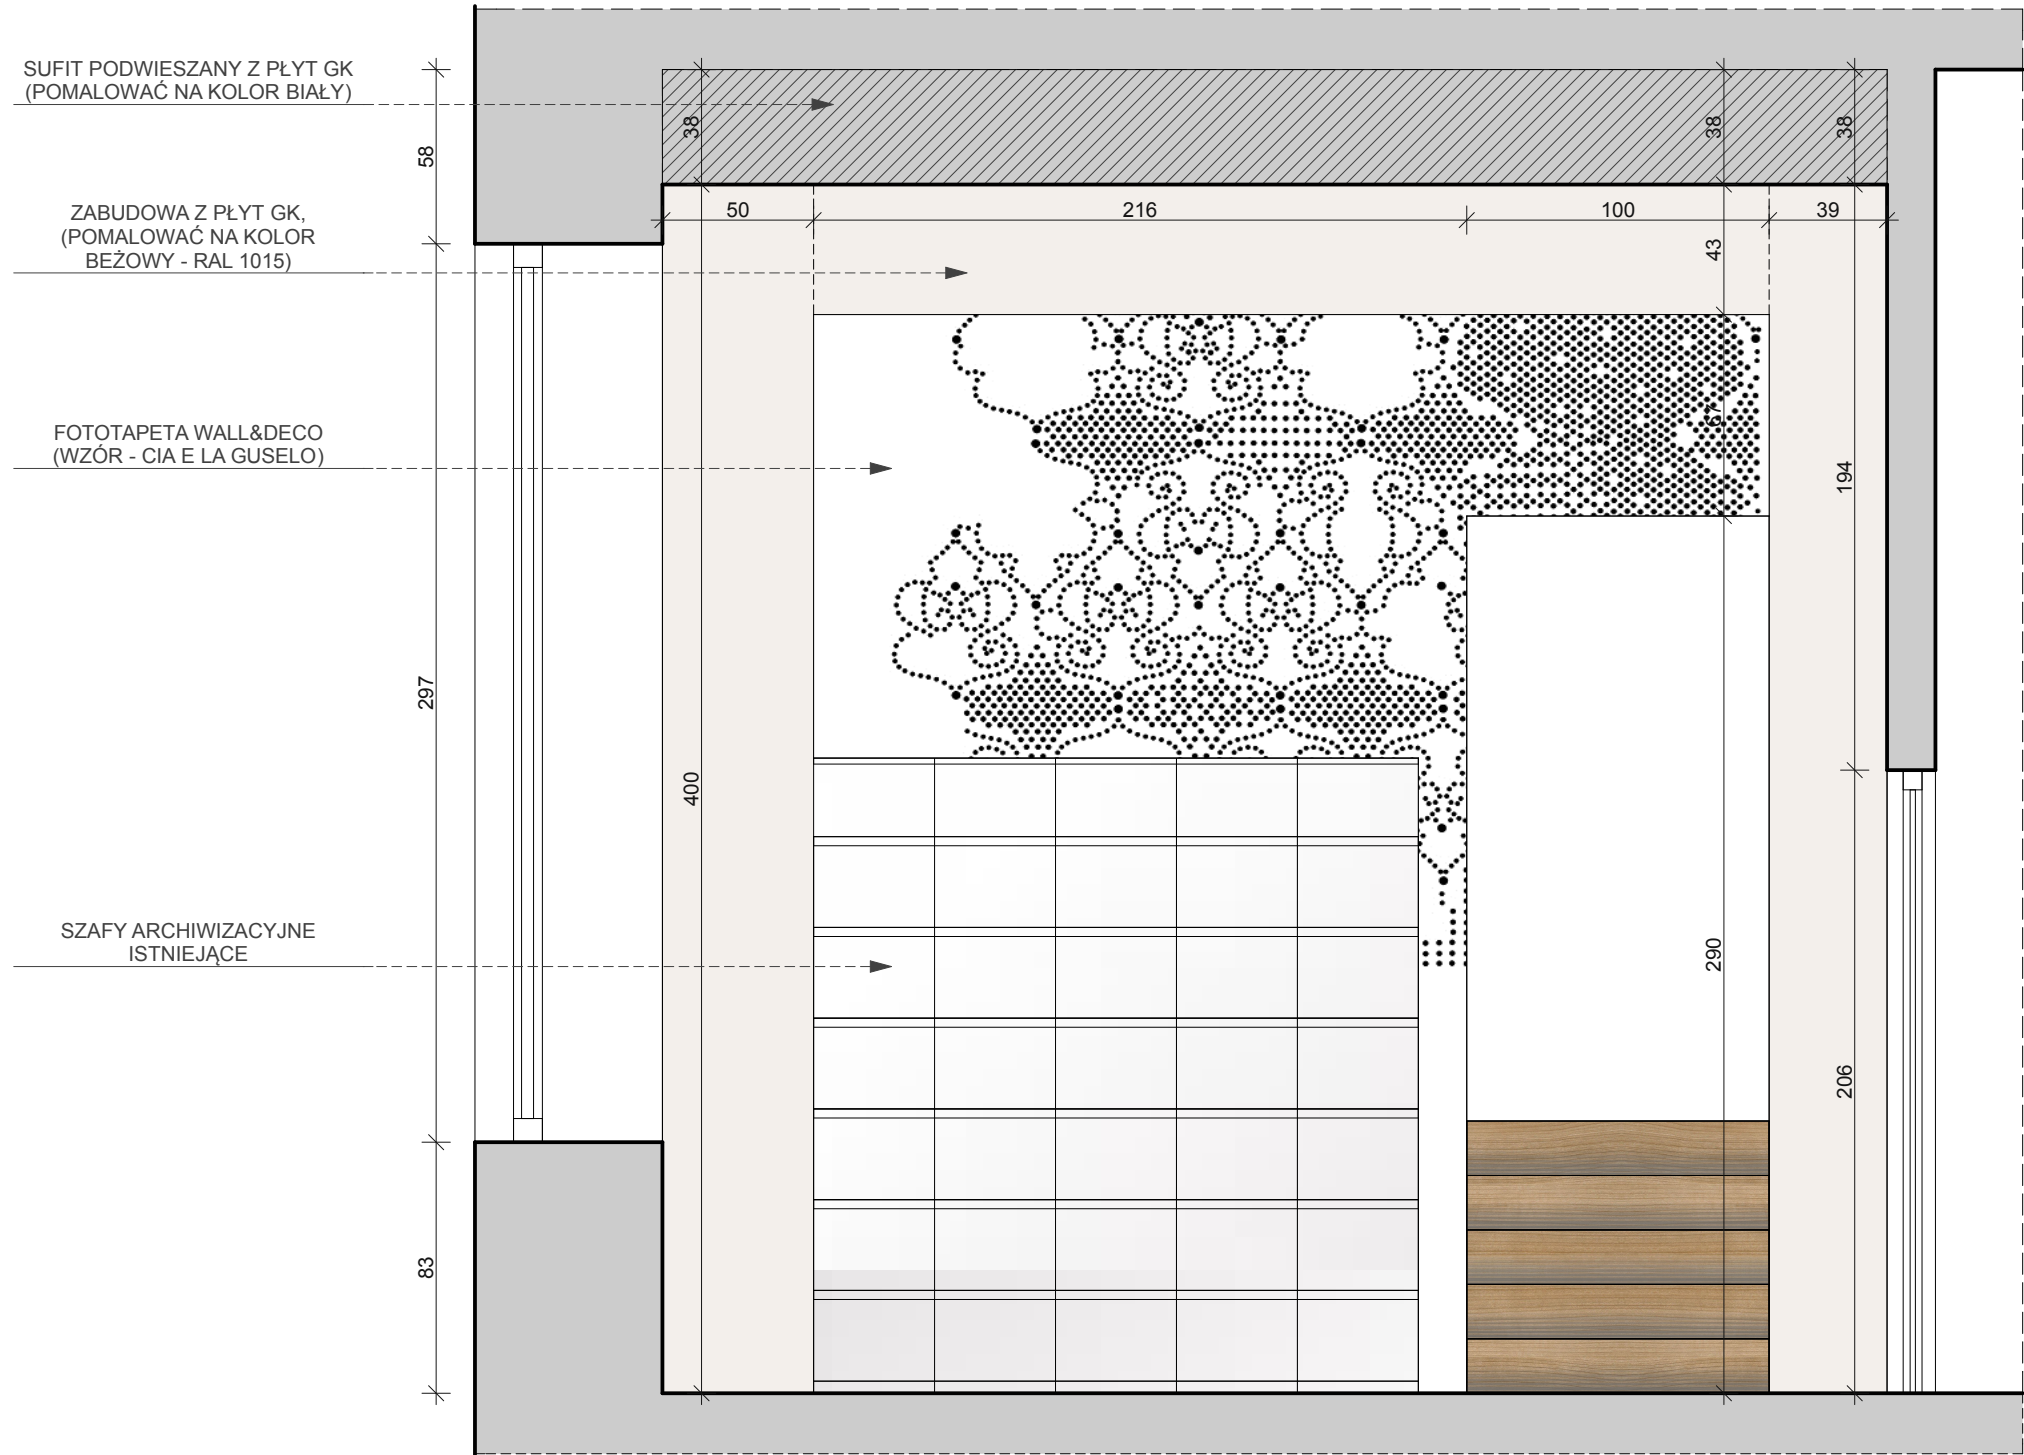 SUFIT PODWIESZANY Z PŁYT GK
(POMALOWAĆ NA KOLOR BIAŁY)
38
38
38
58
ZABUDOWA Z PŁYT GK,
(POMALOWAĆ NA KOLOR
BEŻOWY - RAL 1015)
50
216
100
39
43
67
FOTOTAPETA WALL&DECO
(WZÓR - CIA E LA GUSELO)
194
297
400
SZAFY ARCHIWIZACYJNE
ISTNIEJĄCE
290
206
83